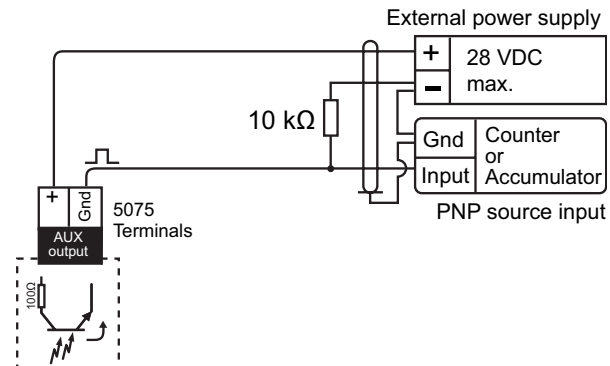 External power supply
+
28 VDC
max.
−
10 kΩ
Gnd
Counter
or
Accumulator
Input
PNP source input
+
Gnd
5075
Terminals
AUX
output
100Ω